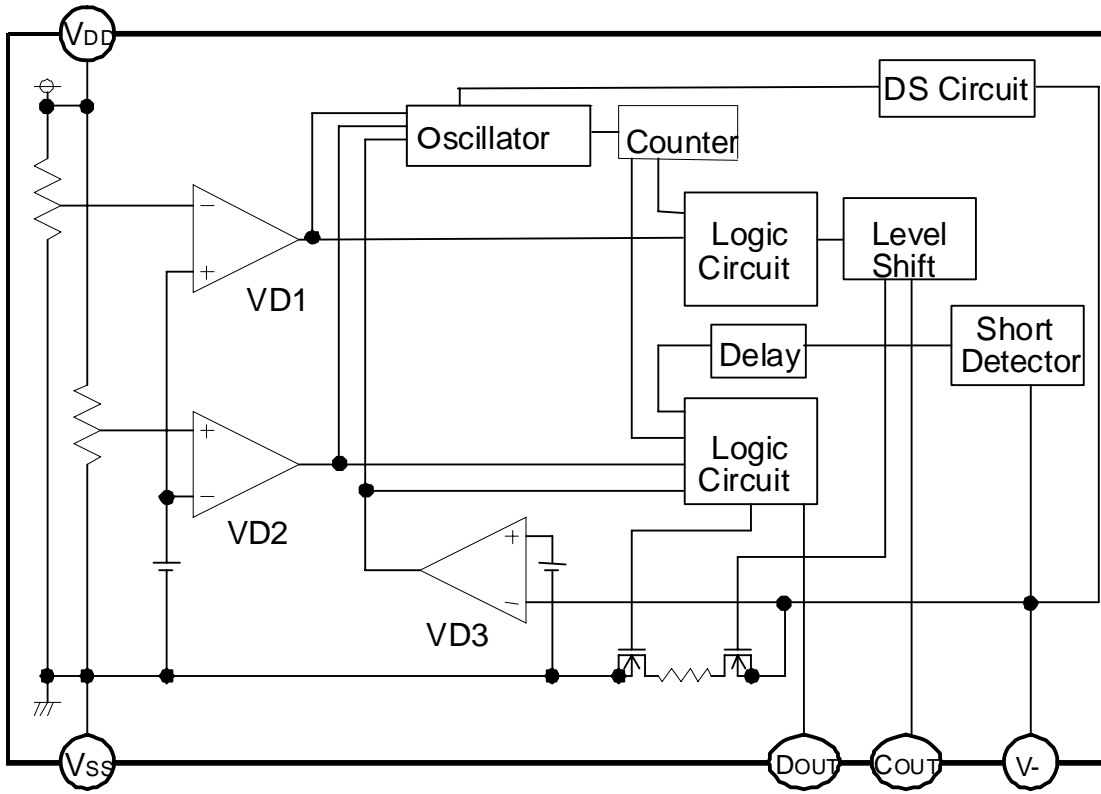 VDD
DS Circuit
Oscillator
Counter
−
+
VD1
Logic
Circuit
Level
Shift
Short
Detector
Delay
+
−
VD2
Logic
Circuit
+
−
VD3
VSS
DOUT
COUT
V-